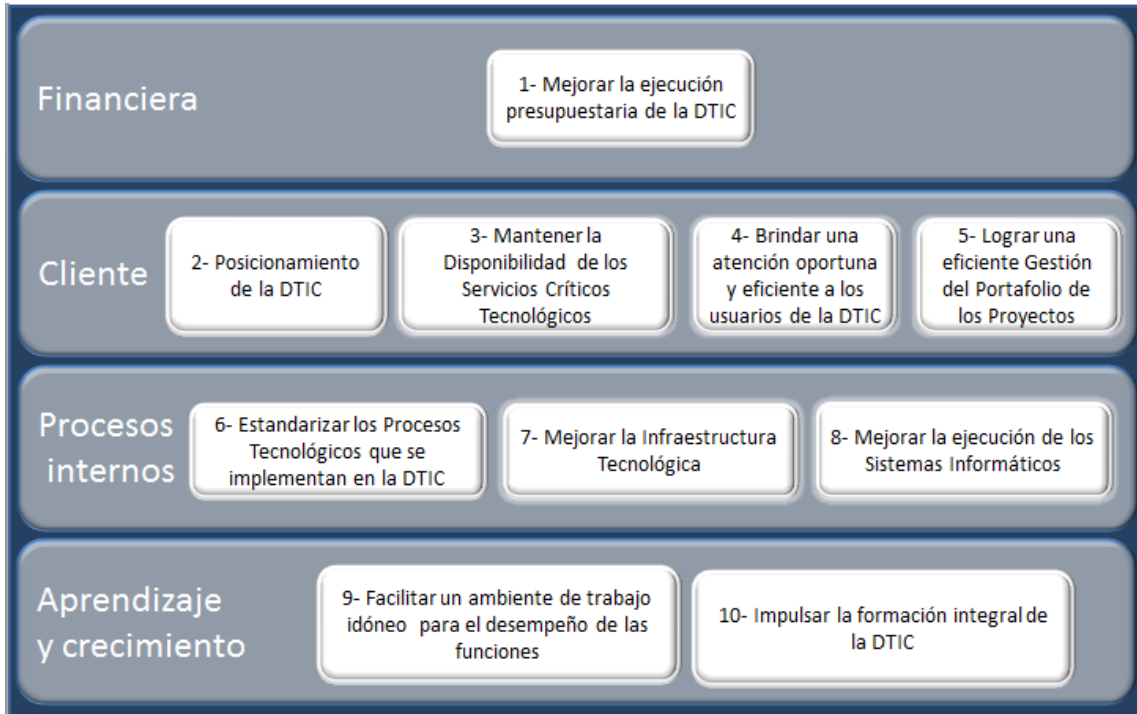 Financiera
1- Mejorar la ejecución
presupuestaria de la DTIC
Cliente
2- Posicionamiento
de la DTIC
3- Mantener la
Disponibilidad de los
Servicios Críticos
Tecnológicos
4- Brindar una
atención oportuna
y eficiente a los
usuarios de la DTIC
5- Lograr una
eficiente Gestión
del Portafolio de
los Proyectos
Procesos
internos
6- Estandarizar los Procesos
Tecnológicos que se
implementan en la DTIC
7- Mejorar la Infraestructura
Tecnológica
8- Mejorar la ejecución de los
Sistemas Informáticos
Aprendizaje
y crecimiento
9- Facilitar un ambiente de trabajo
idóneo para el desempeño de las
funciones
10- Impulsar la formación integral de
la DTIC